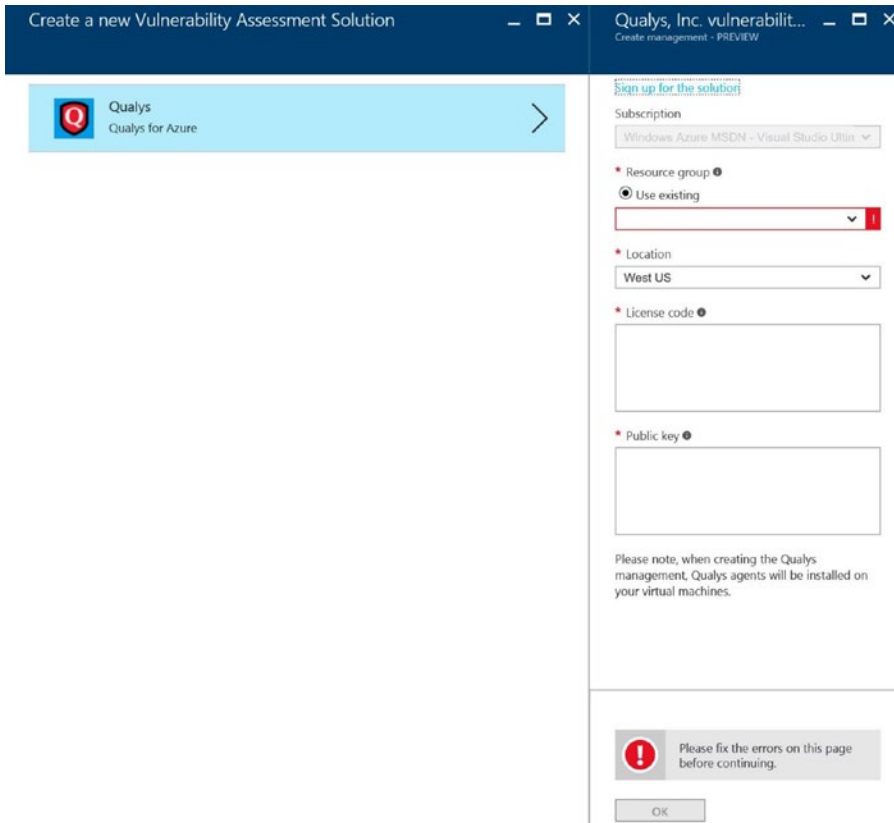 Create a new Vulnerability Assessment Solution
Qualys
Qualys for Azure
Qualys, Inc. vulnerabilit...
Create management - PREVIEW
Sign up for the solution
Subscription
Windows Azure MSDN - Visual Studio Ultin
* Resource group
Use existing
* Location
West US
* License code
* Public key
Please note, when creating the Qualys
management, Qualys agents will be installed on
your virtual machines.
Please fix the errors on this page
before continuing.
OK